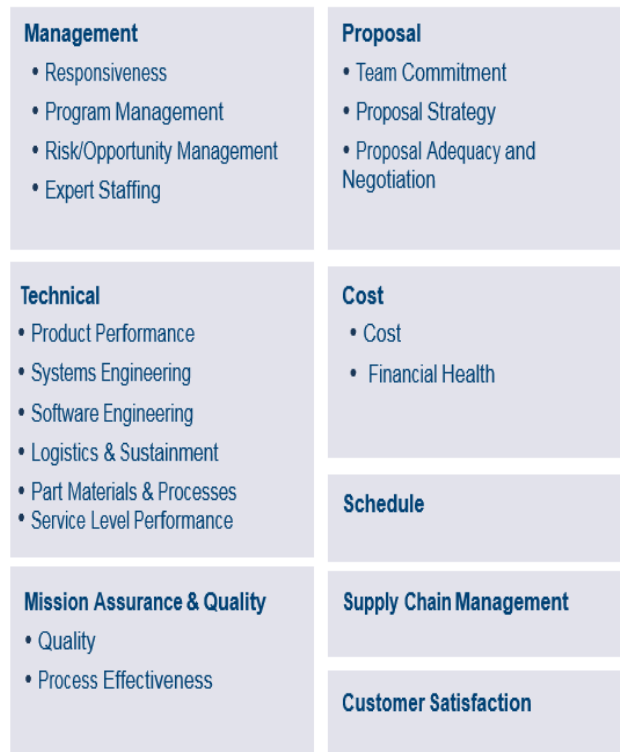 Management
• Responsiveness
• Program Management
• Risk/Opportunity Management
• Expert Staffing
Proposal
• Team Commitment
• Proposal Strategy
• Proposal Adequacy and
Negotiation
Technical
• Product Performance
• Systems Engineering
• Software Engineering
• Logistics & Sustainment
• Part Materials & Processes
• Service Level Performance
Cost
• Cost
• Financial Health
Schedule
Mission Assurance & Quality
• Quality
• Process Effectiveness
Supply Chain Management
Customer Satisfaction